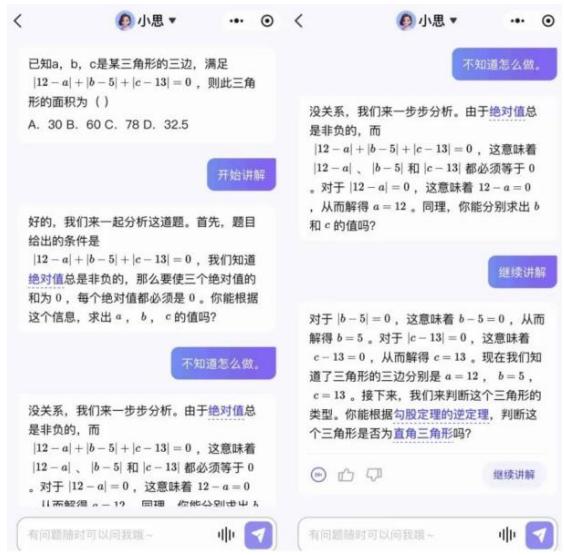 小思
已知a，b，c是某三角形的三边，满足
|12 − a| + |b − 5| + |c − 13| = 0 ，则此三角
形的面积为（ ）
A．30 B．60 C．78 D．32.5
开始讲解
好的，我们来一起分析这道题。首先，题目
给出的条件是
|12 − a| + |b − 5| + |c − 13| = 0 ，我们知道
绝对值总是非负的，那么要使三个绝对值的
和为 0 ，每个绝对值都必须是 0 。你能根据
这个信息，求出 a ， b ， c 的值吗？
不知道怎么做。
没关系，我们来一步步分析。由于绝对值总
是非负的，而
|12 − a| + |b − 5| + |c − 13| = 0 ，这意味着
|12 − a| 、 |b − 5| 和 |c − 13| 都必须等于 0
。对于 |12 − a| = 0 ，这意味着 12 − a = 0
，从而解得 a = 12 。同理，你能分别求出 b
有问题随时可以问我哦~
小思
不知道怎么做。
没关系，我们来一步步分析。由于绝对值总
是非负的，而
|12 − a| + |b − 5| + |c − 13| = 0 ，这意味着
|12 − a| 、 |b − 5| 和 |c − 13| 都必须等于 0
。对于 |12 − a| = 0 ，这意味着 12 − a = 0
，从而解得 a = 12 。同理，你能分别求出 b
和 c 的值吗？
继续讲解
对于 |b − 5| = 0 ，这意味着 b − 5 = 0 ，从而
解得 b = 5 。对于 |c − 13| = 0 ，这意味着
c − 13 = 0 ，从而解得 c = 13 。现在我们知
道了三角形的三边分别是 a = 12 ， b = 5 ，
c = 13 。接下来，我们来判断这个三角形的
类型。你能根据勾股定理的逆定理，判断这
个三角形是否为直角三角形吗？
继续讲解
有问题随时可以问我哦~